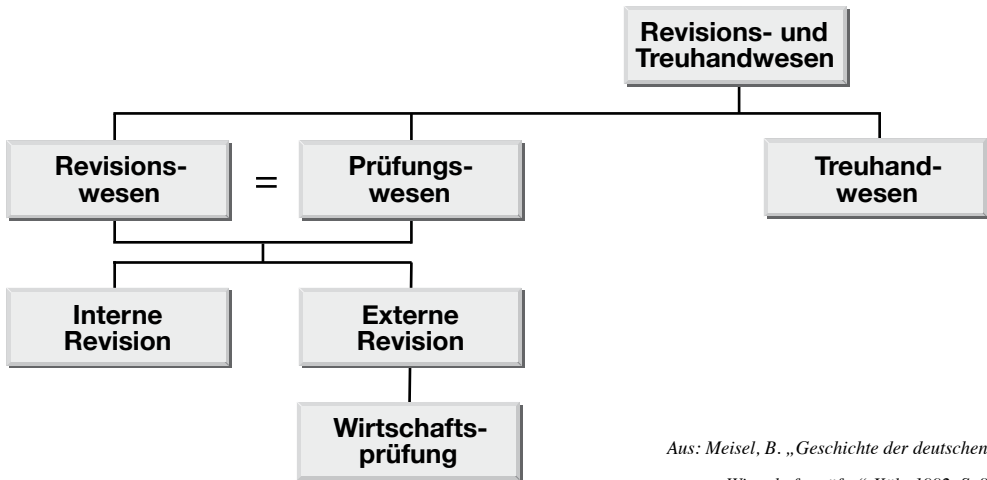 Revisions- und
Treuhandwesen
Revisions-
wesen
=
Prüfungs-
wesen
Treuhand-
wesen
Interne
Revision
Externe
Revision
Wirtschafts-
prüfung
Aus: Meisel, B. „Geschichte der deutschen